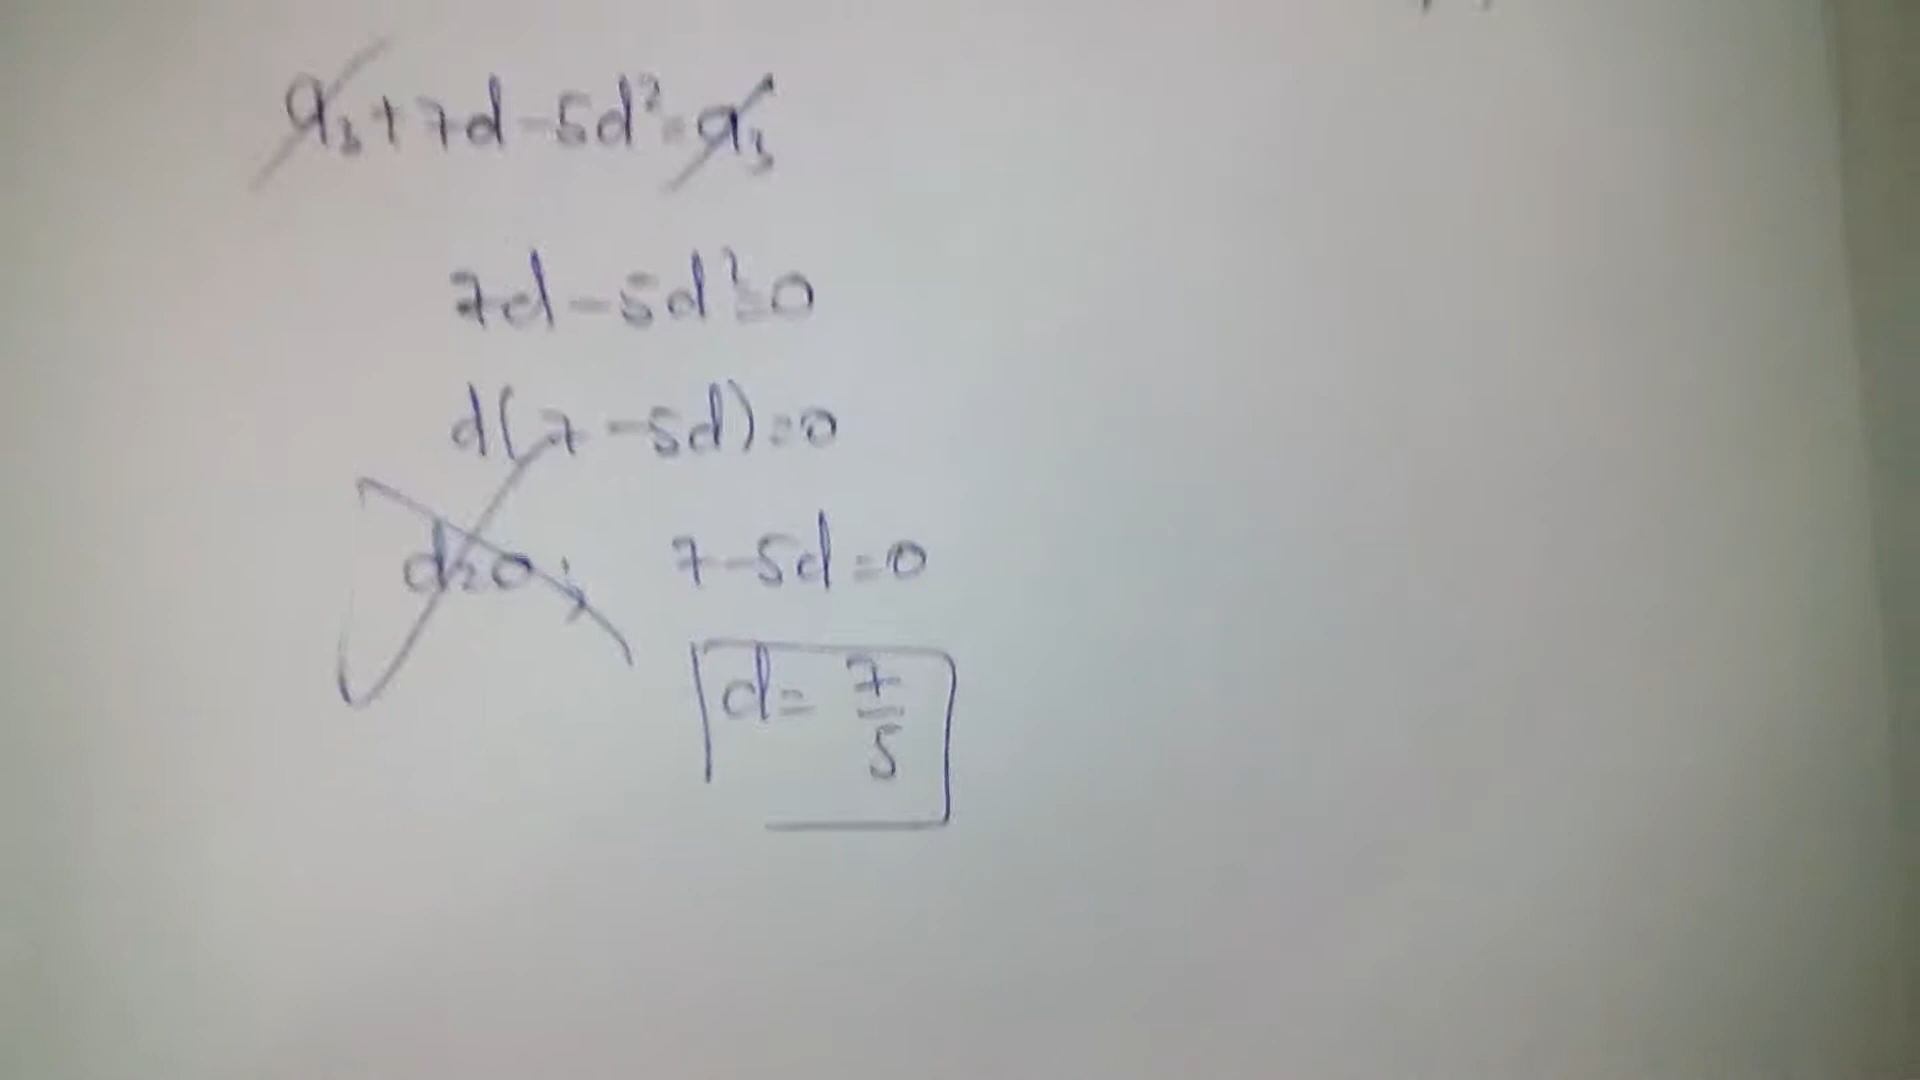 a₃ + 7d - 5d² = a₃
7d - 5d² = 0
d(7 - 5d) = 0
d = 0 ; 7 - 5d = 0
d = 7/5